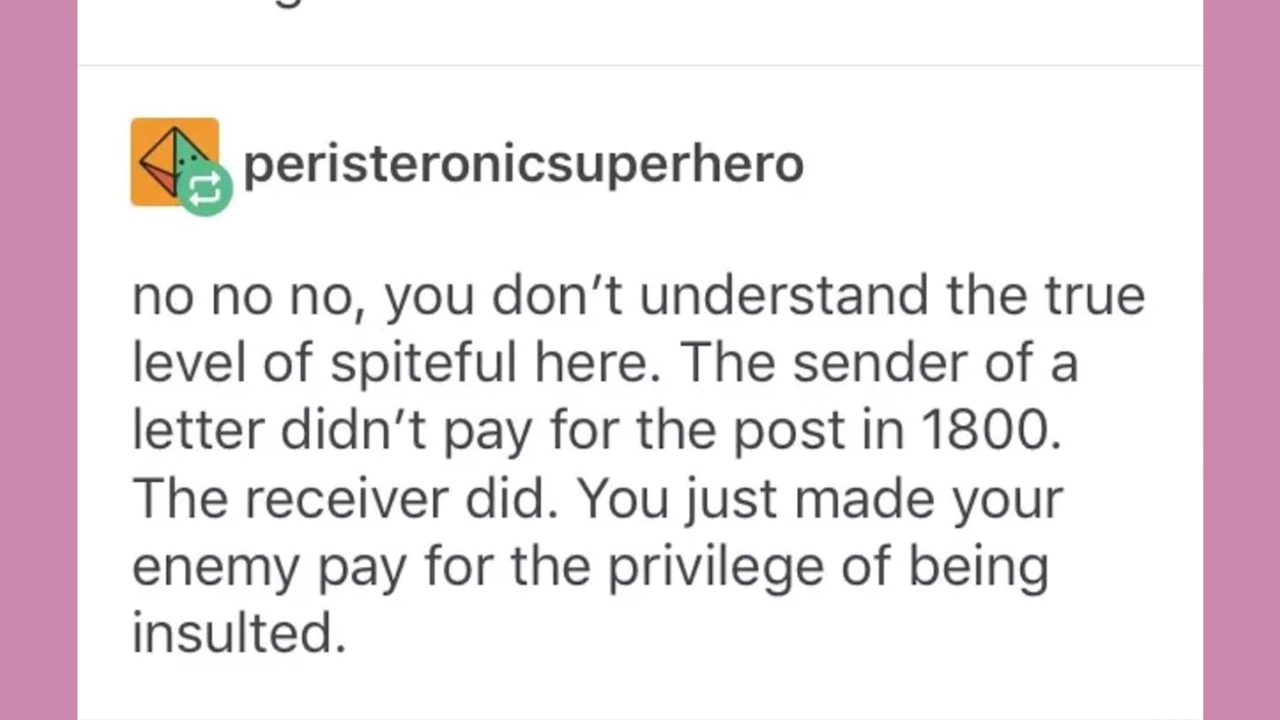 peristeronicsuperhero
no no no, you don’t understand the true
level of spiteful here. The sender of a
letter didn’t pay for the post in 1800.
The receiver did. You just made your
enemy pay for the privilege of being
insulted.